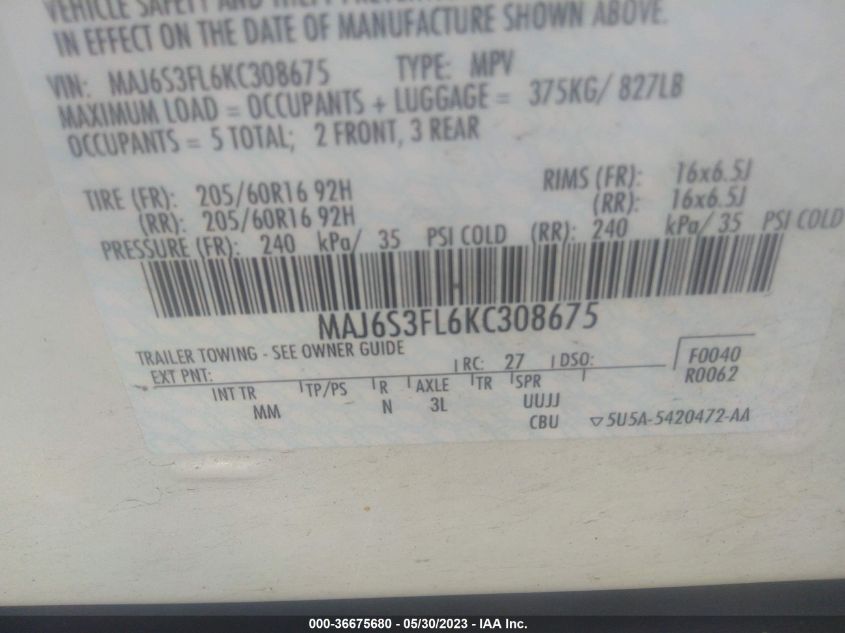 VEHICLE SAFETY AND THEFT
IN EFFECT ON THE DATE OF MANUFACTURE SHOWN ABOVE.
VIN: MAJ6S3FL6KC308675 TYPE: MPV
MAXIMUM LOAD = OCCUPANTS + LUGGAGE = 375KG/ 827LB
OCCUPANTS = 5 TOTAL; 2 FRONT, 3 REAR
TIRE (FR): 205/60R16 92H RIMS (FR): 16x6.5J
(RR): 205/60R16 92H (RR): 16x6.5J
PRESSURE (FR): 240 kPa/ 35 PSI COLD (RR): 240 kPa/ 35 PSI COLD
MAJ6S3FL6KC308675
TRAILER TOWING - SEE OWNER GUIDE
EXT PNT: RC: 27 DSO: F0040
R0062
INT TR TP/PS R AXLE TR SPR
MM N 3L UUJJ
CBU 5U5A-5420472-AA
000-36675680 - 05/30/2023 - IAA Inc.